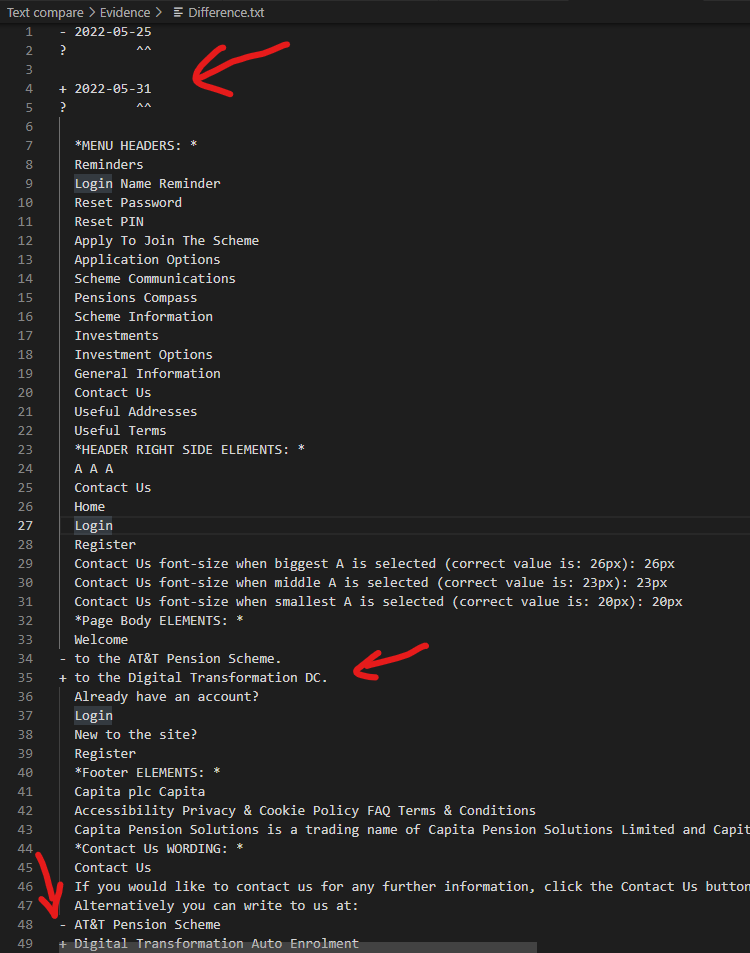 Text compare > Evidence > Difference.txt
1 - 2022-05-25
2 ? ^^
3
4 + 2022-05-31
5 ? ^^
6
7 *MENU HEADERS: *
8 Reminders
9 Login Name Reminder
10 Reset Password
11 Reset PIN
12 Apply To Join The Scheme
13 Application Options
14 Scheme Communications
15 Pensions Compass
16 Scheme Information
17 Investments
18 Investment Options
19 General Information
20 Contact Us
21 Useful Addresses
22 Useful Terms
23 *HEADER RIGHT SIDE ELEMENTS: *
24 A A A
25 Contact Us
26 Home
27 Login
28 Register
29 Contact Us font-size when biggest A is selected (correct value is: 26px): 26px
30 Contact Us font-size when middle A is selected (correct value is: 23px): 23px
31 Contact Us font-size when smallest A is selected (correct value is: 20px): 20px
32 *Page Body ELEMENTS: *
33 Welcome
34 - to the AT&T Pension Scheme.
35 + to the Digital Transformation DC.
36 Already have an account?
37 Login
38 New to the site?
39 Register
40 *Footer ELEMENTS: *
41 Capita plc Capita
42 Accessibility Privacy & Cookie Policy FAQ Terms & Conditions
43 Capita Pension Solutions is a trading name of Capita Pension Solutions Limited and Capit
44 *Contact Us WORDING: *
45 Contact Us
46 If you would like to contact us for any further information, click the Contact Us button
47 Alternatively you can write to us at:
48 - AT&T Pension Scheme
49 + Digital Transformation Auto Enrolment